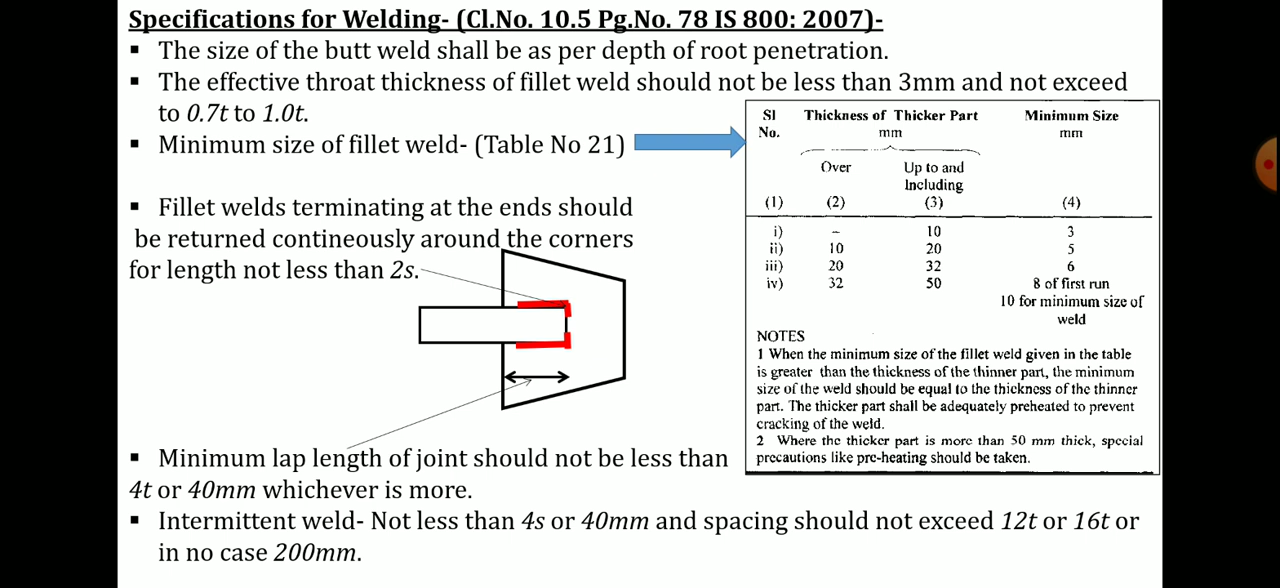 Specifications for Welding- (Cl.No. 10.5 Pg.No. 78 IS 800: 2007)-
▪ The size of the butt weld shall be as per depth of root penetration.
▪ The effective throat thickness of fillet weld should not be less than 3mm and not exceed
to 0.7t to 1.0t.
▪ Minimum size of fillet weld- (Table No 21)
▪ Fillet welds terminating at the ends should
be returned contineously around the corners
for length not less than 2s.
▪ Minimum lap length of joint should not be less than
4t or 40mm whichever is more.
▪ Intermittent weld- Not less than 4s or 40mm and spacing should not exceed 12t or 16t or
in no case 200mm.
Sl Thickness of Thicker Part Minimum Size
No. mm mm
Over Up to and
Including
(1) (2) (3) (4)
i) – 10 3
ii) 10 20 5
iii) 20 32 6
iv) 32 50 8 of first run
10 for minimum size of
weld
NOTES
1 When the minimum size of the fillet weld given in the table
is greater than the thickness of the thinner part, the minimum
size of the weld should be equal to the thickness of the thinner
part. The thicker part shall be adequately preheated to prevent
cracking of the weld.
2 Where the thicker part is more than 50 mm thick, special
precautions like pre-heating should be taken.